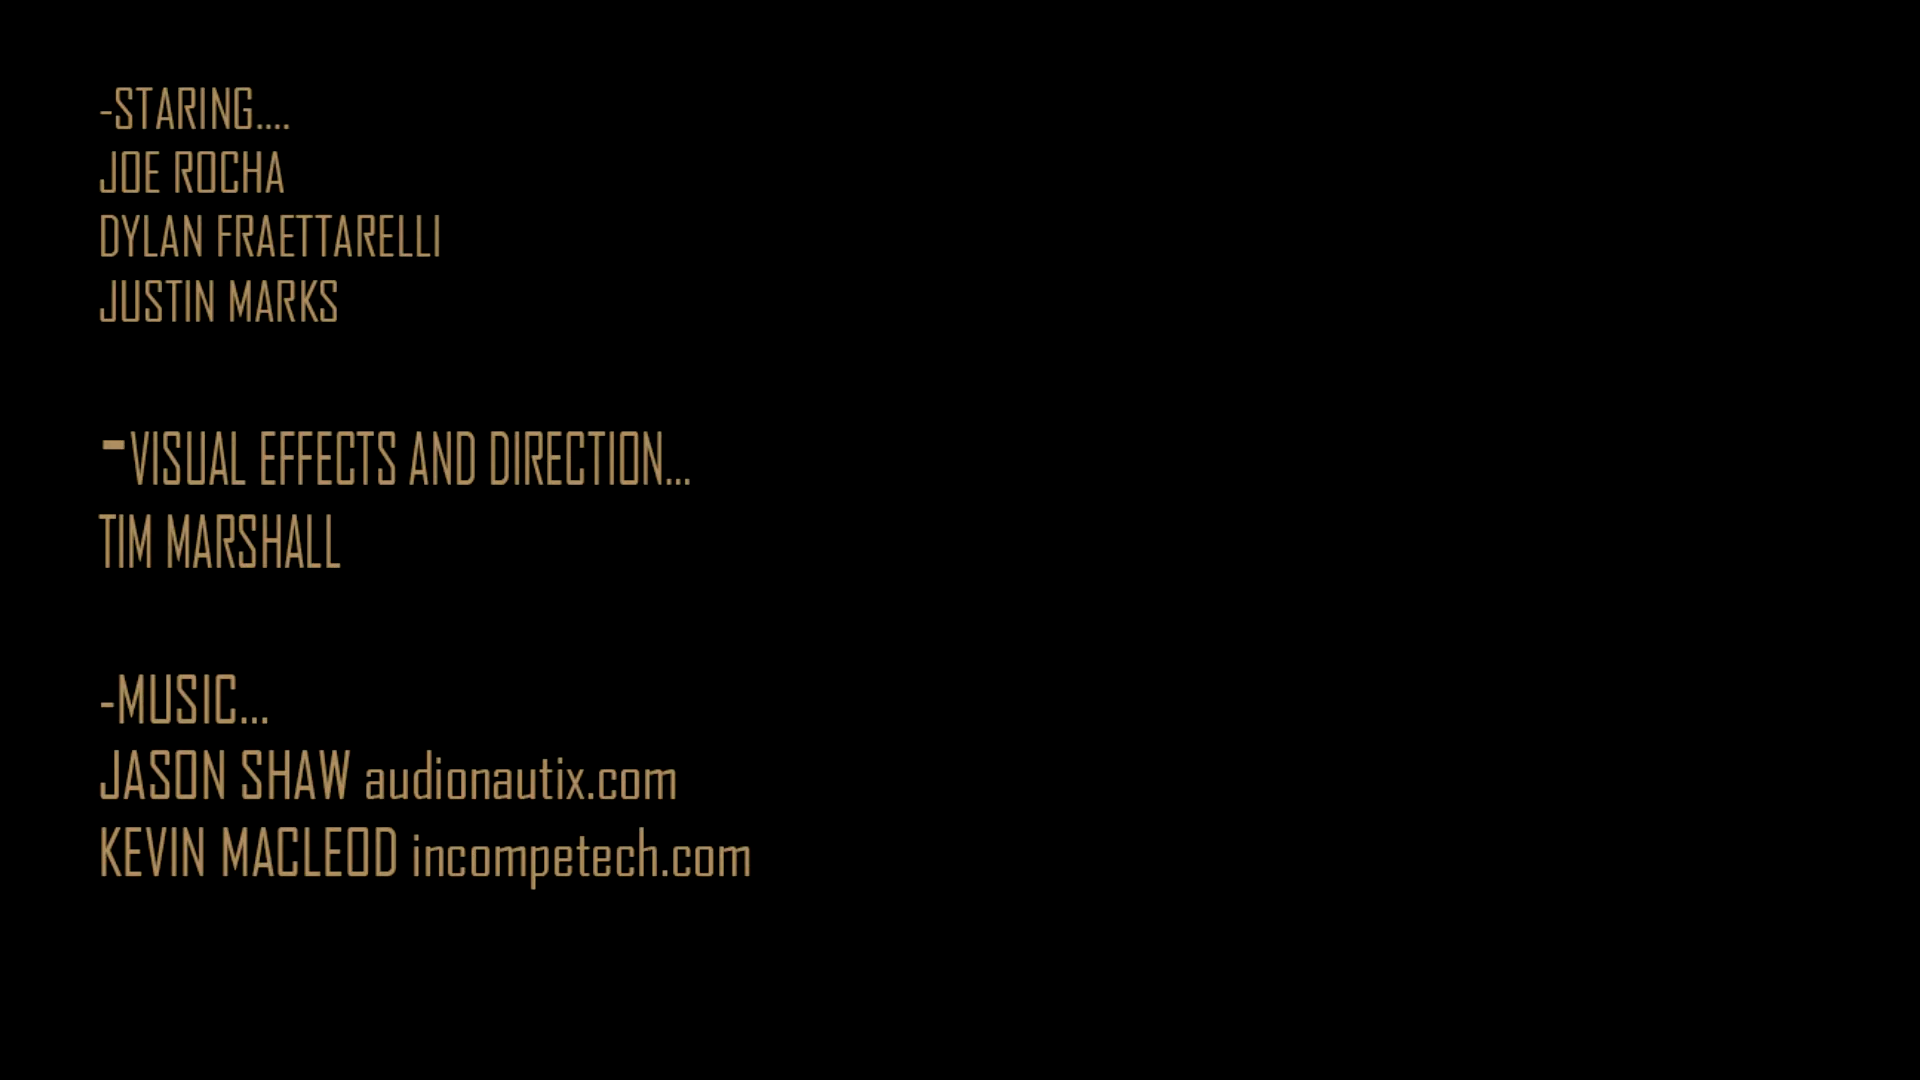 -STARING....
JOE ROCHA
DYLAN FRAETTARELLI
JUSTIN MARKS
-VISUAL EFFECTS AND DIRECTION...
TIM MARSHALL
-MUSIC...
JASON SHAW audionautix.com
KEVIN MACLEOD incompetech.com